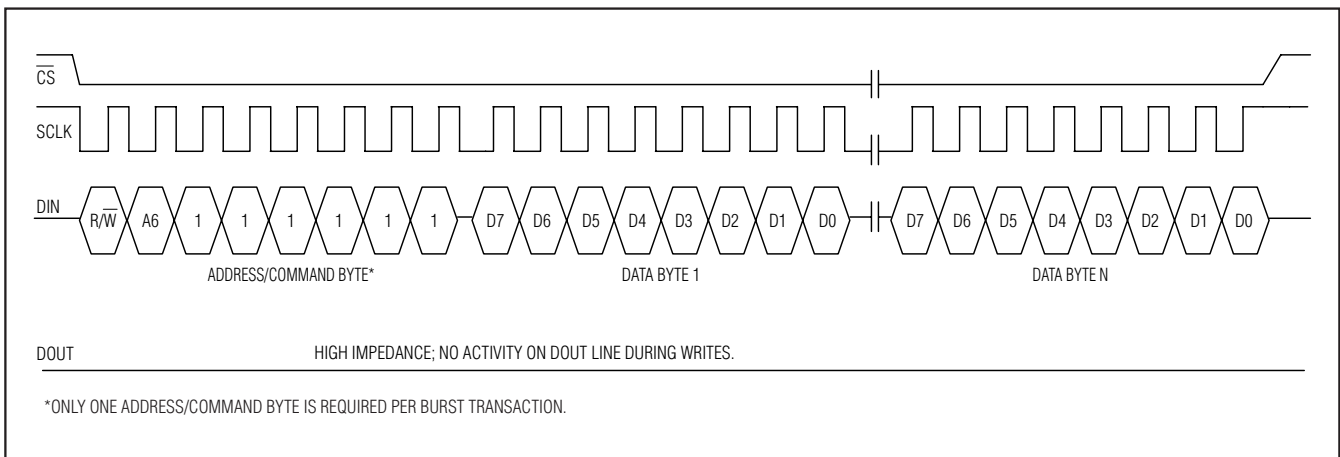 C̅S̅
SCLK
DIN R/W̅ A6 1 1 1 1 1 1 D7 D6 D5 D4 D3 D2 D1 D0 D7 D6 D5 D4 D3 D2 D1 D0
ADDRESS/COMMAND BYTE* DATA BYTE 1 DATA BYTE N
DOUT HIGH IMPEDANCE; NO ACTIVITY ON DOUT LINE DURING WRITES.
*ONLY ONE ADDRESS/COMMAND BYTE IS REQUIRED PER BURST TRANSACTION.